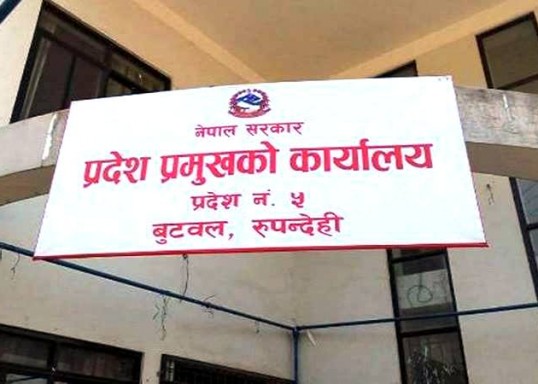 नेपाल सरकार
प्रदेश प्रमुखको कार्यालय
प्रदेश नं. ५
बुटवल, रुपन्देही